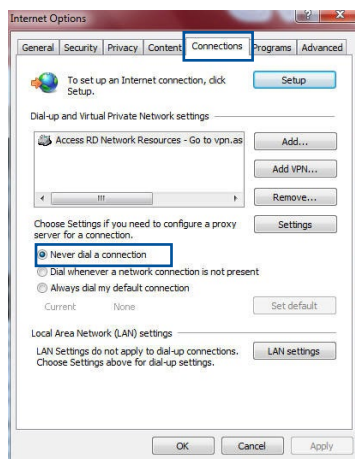 Internet Options
General Security Privacy Content Connections Programs Advanced
To set up an Internet connection, click
Setup.
Setup
Dial-up and Virtual Private Network settings
Access RD Network Resources - Go to vpn.as
Add...
Add VPN...
Remove...
Choose Settings if you need to configure a proxy
server for a connection.
Settings
Never dial a connection
Dial whenever a network connection is not present
Always dial my default connection
Current None
Set default
Local Area Network (LAN) settings
LAN Settings do not apply to dial-up connections.
Choose Settings above for dial-up settings.
LAN settings
OK Cancel Apply